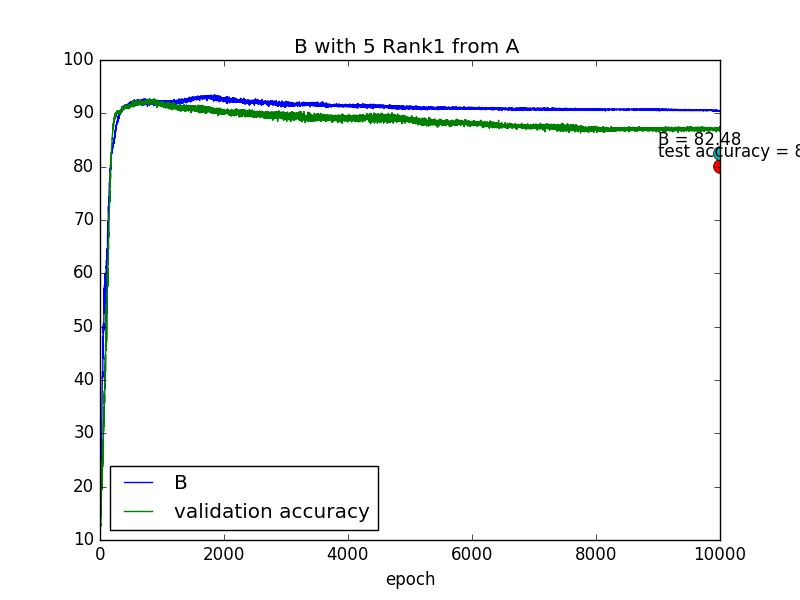 B with 5 Rank1 from A
100
90
80
70
60
50
40
30
20
10
B = 82.48
test accuracy = 8
B
validation accuracy
0
2000
4000
6000
8000
10000
epoch